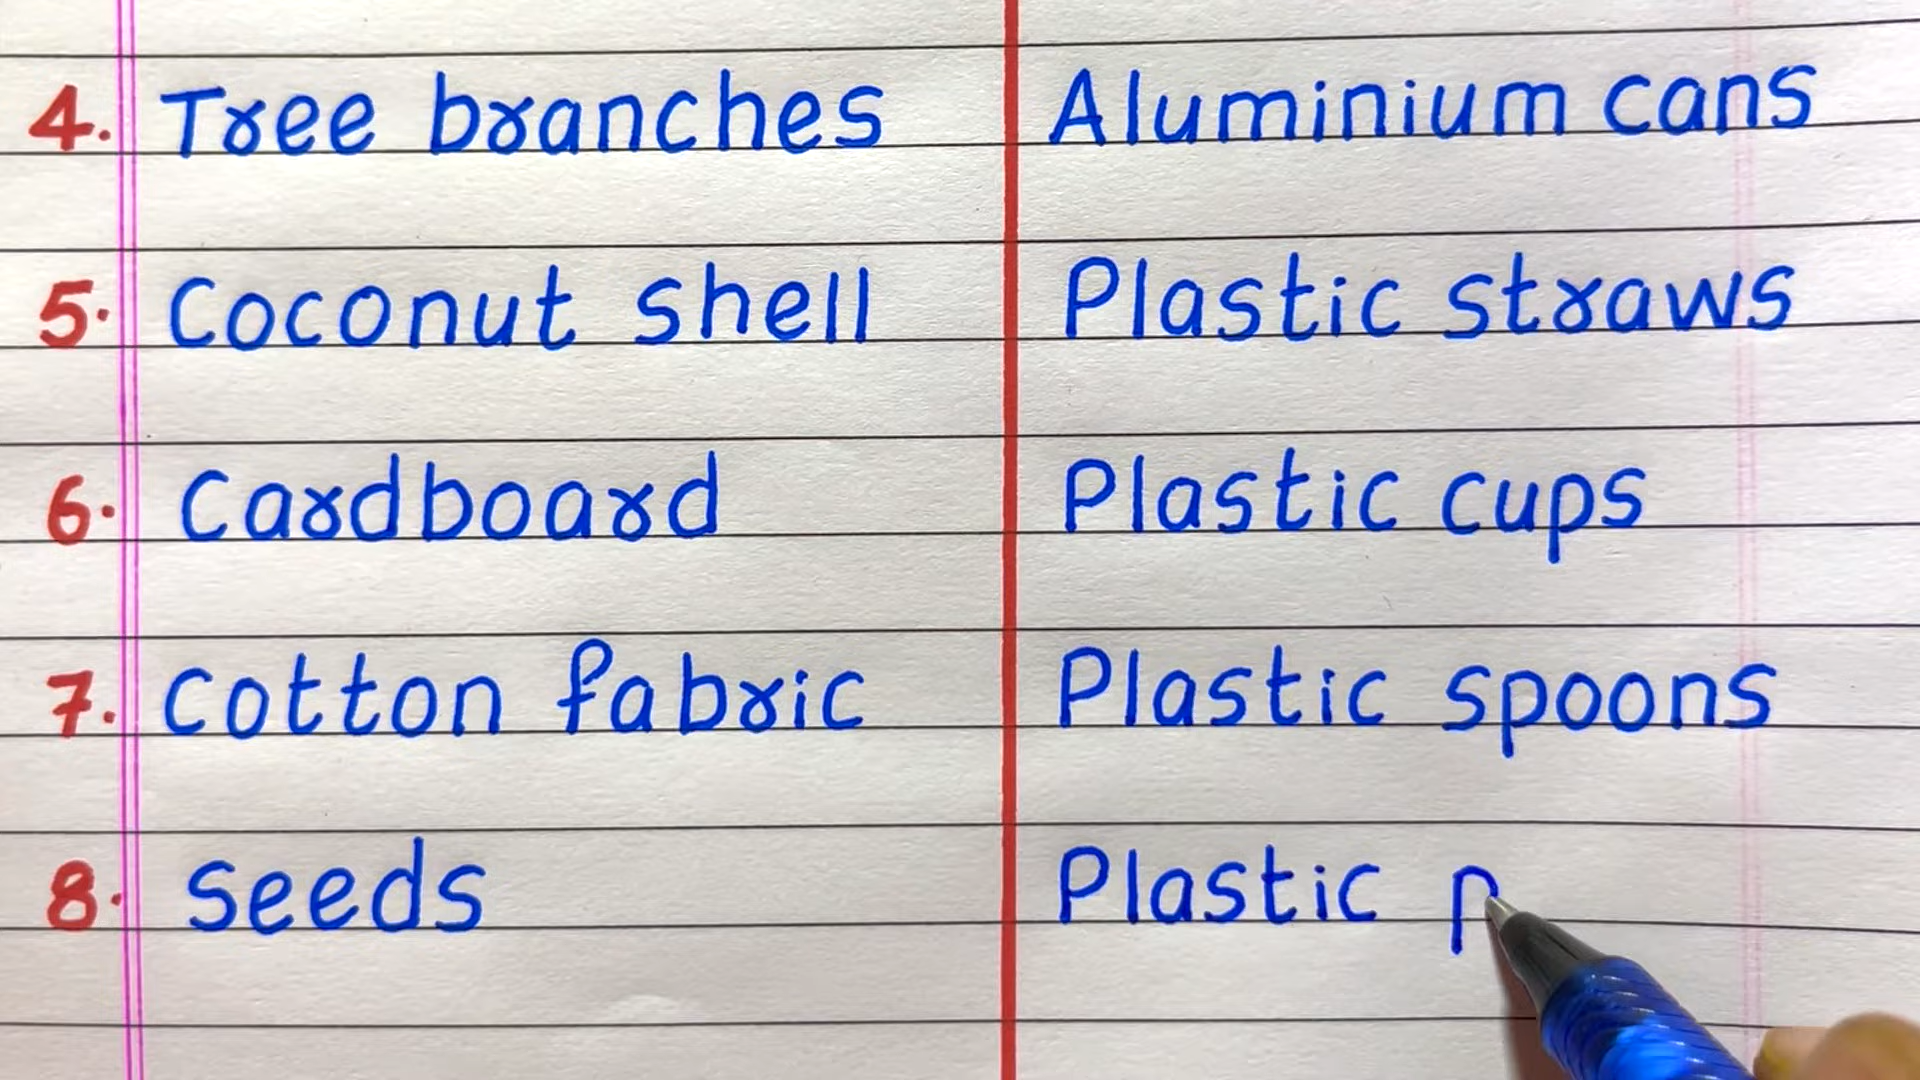 4. Tree branches Aluminium cans
5. Coconut shell Plastic straws
6. Cardboard Plastic cups
7. Cotton fabric Plastic spoons
8. Seeds Plastic p